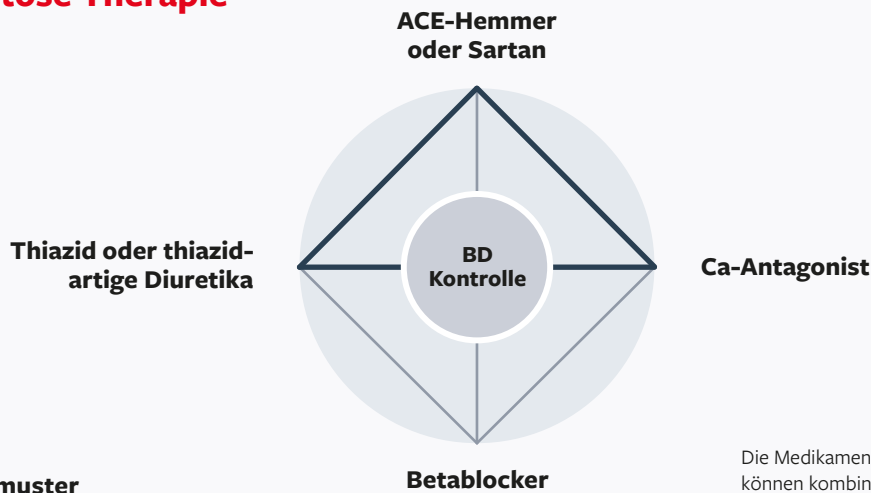 Therapie
ACE-Hemmer
oder Sartan
Thiazid oder thiazid-
artige Diuretika
BD
Kontrolle
Ca-Antagonist
Betablocker
muster
Die Medikamen
können kombin